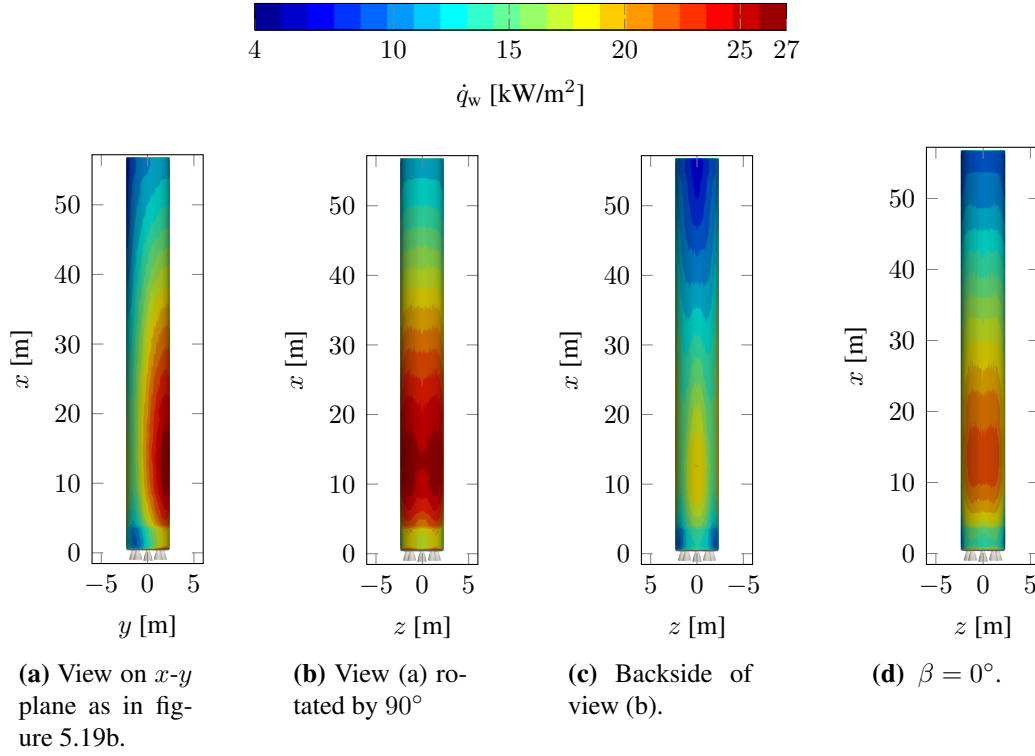 4 10 15 20 25 27
q̇w [kW/m²]
50 50 50 50
40 40 40 40
30 30 30 30
20 20 20 20
10 10 10 10
0 0 0 0
x [m] x [m] x [m] x [m]
−5 0 5 −5 0 5 5 0 −5 −5 0 5
y [m] z [m] z [m] z [m]
(a) View on x-y
plane as in fig-
ure 5.19b.
(b) View (a) ro-
tated by 90°
(c) Backside of
view (b).
(d) β = 0°.